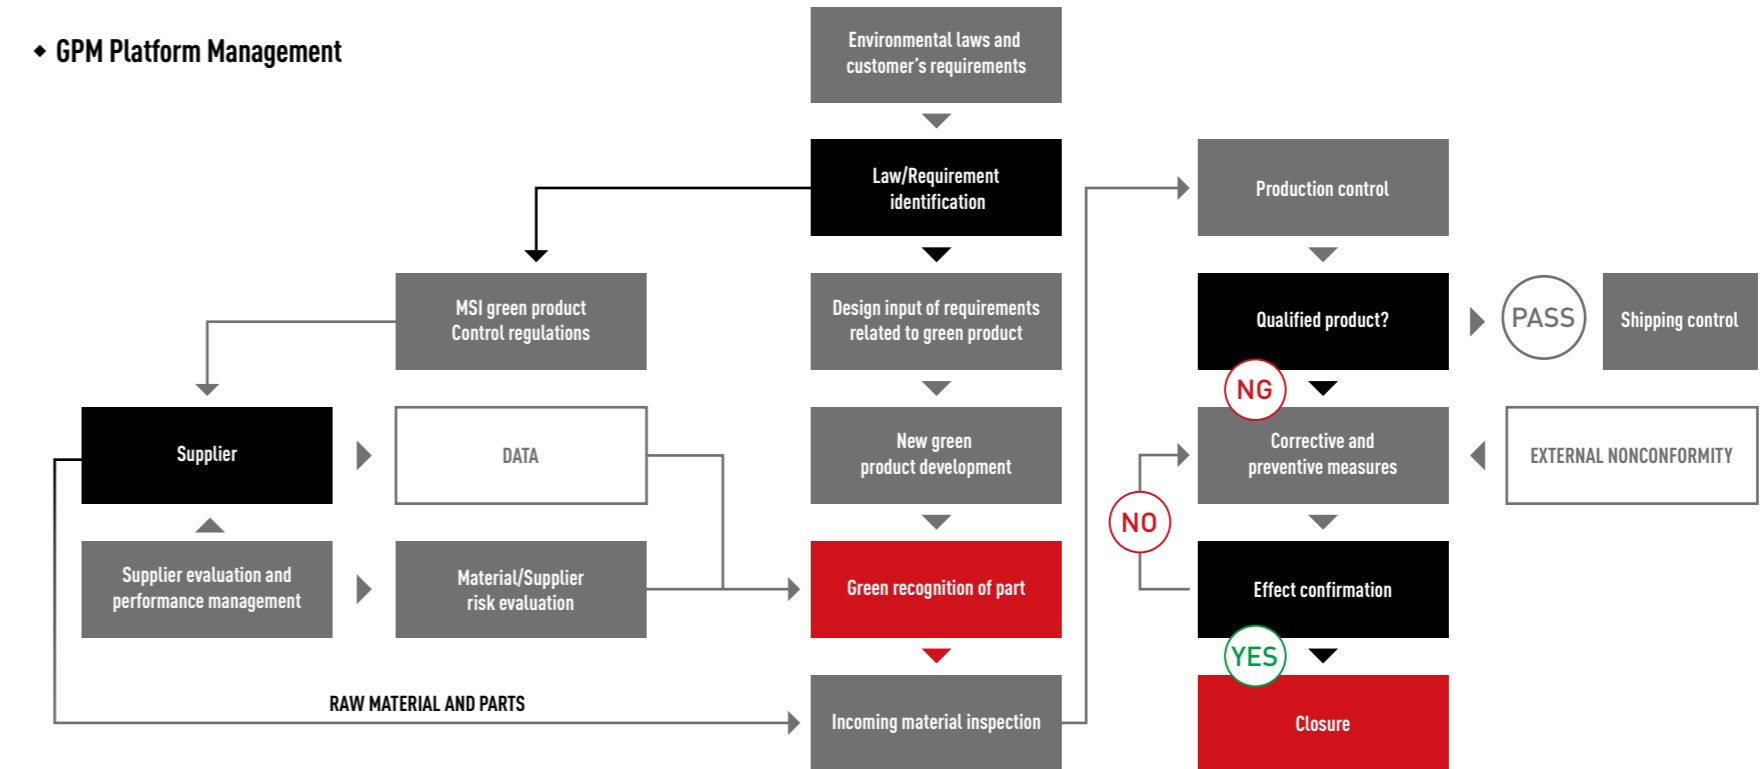 GPM Platform Management
Environmental laws and
customer's requirements
Law/Requirement
identification
Production control
MSI green product
Control regulations
Design input of requirements
related to green product
Qualified product?
PASS
Shipping control
NG
Supplier
DATA
New green
product development
Corrective and
preventive measures
EXTERNAL NONCONFORMITY
NO
Supplier evaluation and
performance management
Material/Supplier
risk evaluation
Green recognition of part
Effect confirmation
YES
RAW MATERIAL AND PARTS
Incoming material inspection
Closure